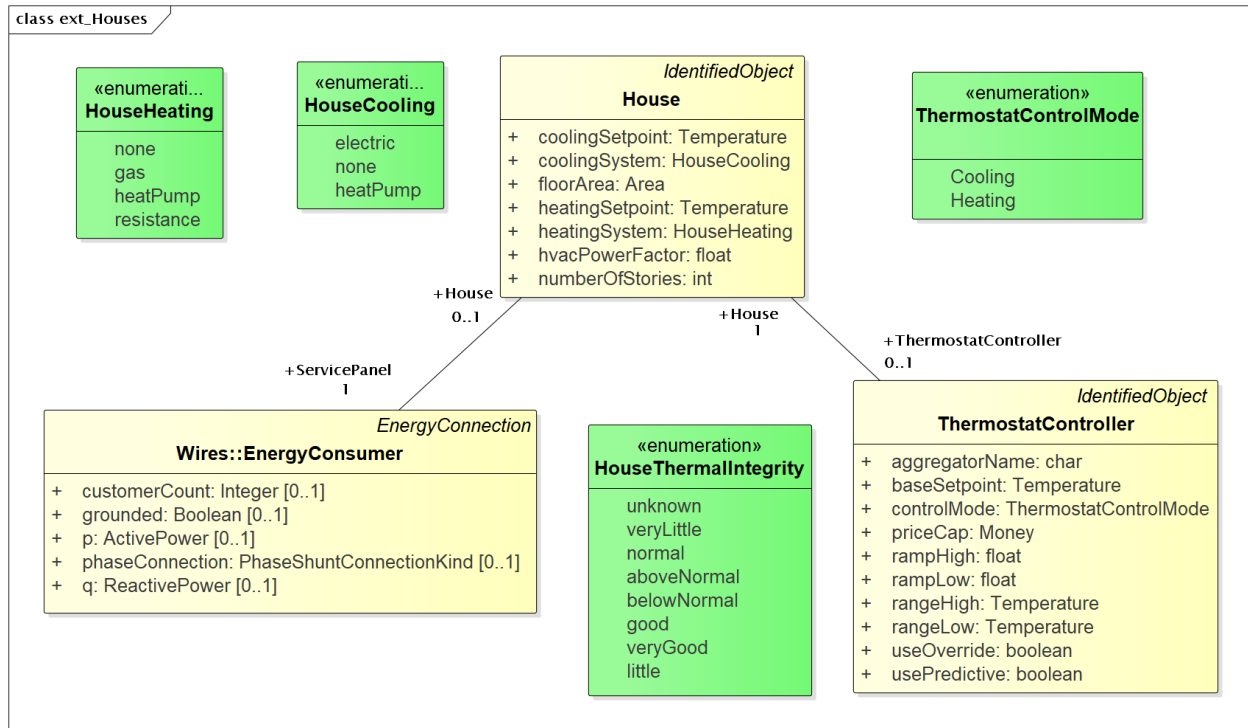 class ext_Houses
«enumerati...
HouseHeating
none
gas
heatPump
resistance
«enumerati...
HouseCooling
electric
none
heatPump
IdentifiedObject
House
+ coolingSetpoint: Temperature
+ coolingSystem: HouseCooling
+ floorArea: Area
+ heatingSetpoint: Temperature
+ heatingSystem: HouseHeating
+ hvacPowerFactor: float
+ numberOfStories: int
«enumeration»
ThermostatControlMode
Cooling
Heating
+House
0..1
+ServicePanel
1
+House
1
+ThermostatController
0..1
EnergyConnection
Wires::EnergyConsumer
+ customerCount: Integer [0..1]
+ grounded: Boolean [0..1]
+ p: ActivePower [0..1]
+ phaseConnection: PhaseShuntConnectionKind [0..1]
+ q: ReactivePower [0..1]
«enumeration»
HouseThermalIntegrity
unknown
veryLittle
normal
aboveNormal
belowNormal
good
veryGood
little
IdentifiedObject
ThermostatController
+ aggregatorName: char
+ baseSetpoint: Temperature
+ controlMode: ThermostatControlMode
+ priceCap: Money
+ rampHigh: float
+ rampLow: float
+ rangeHigh: Temperature
+ rangeLow: Temperature
+ useOverride: boolean
+ usePredictive: boolean